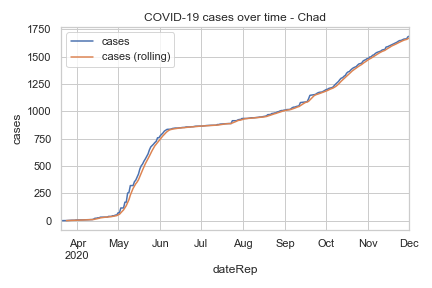 COVID-19 cases over time - Chad
cases
cases (rolling)
1750
1500
1250
1000
750
500
250
0
cases
Apr May Jun Jul Aug Sep Oct Nov Dec
2020
dateRep